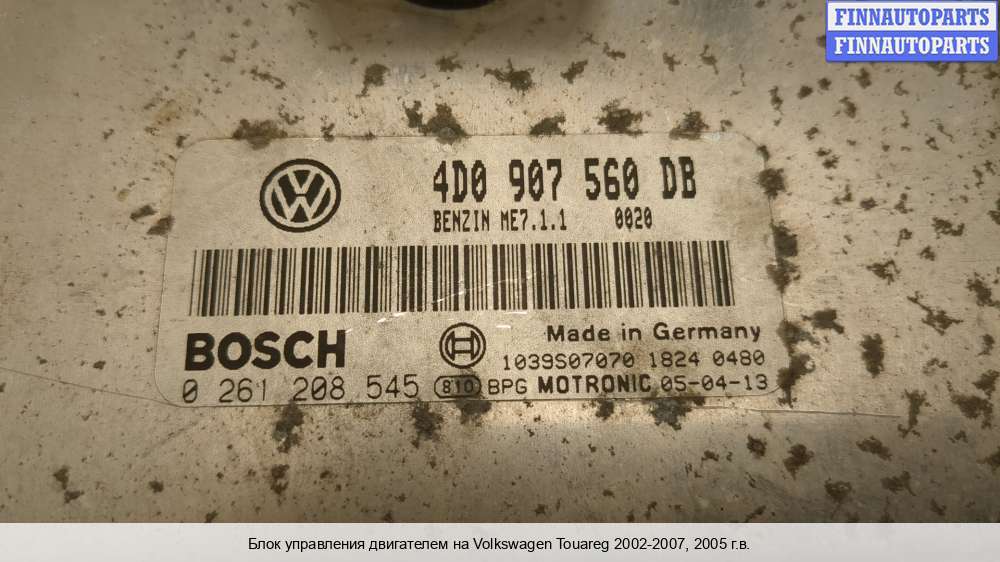 FINNAUTOPARTS
FINNAUTOPARTS
4D0 907 560 DB
BENZIN ME7.1.1 0020
BOSCH
Made in Germany
1039S07070 1824 0480
0 261 208 545 810 BPG MOTRONIC 05-04-13
Блок управления двигателем на Volkswagen Touareg 2002-2007, 2005 г.в.